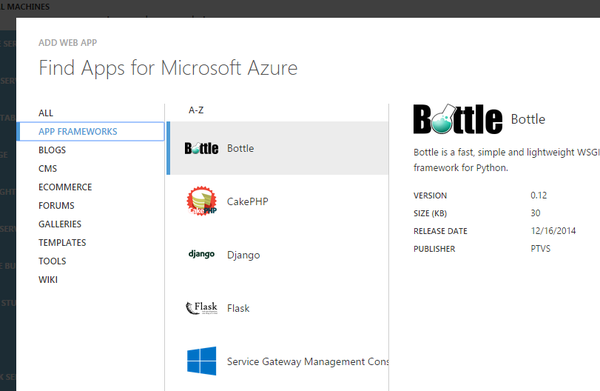 L MACHINES
ADD WEB APP
Find Apps for Microsoft Azure
ALL
APP FRAMEWORKS
BLOGS
CMS
ECOMMERCE
FORUMS
GALLERIES
TEMPLATES
TOOLS
WIKI
A-Z
Bottle Bottle
CakePHP
django Django
Flask Flask
Service Gateway Management Cons
Bottle Bottle
Bottle is a fast, simple and lightweight WSGI
framework for Python.
VERSION 0.12
SIZE (KB) 30
RELEASE DATE 12/16/2014
PUBLISHER PTVS